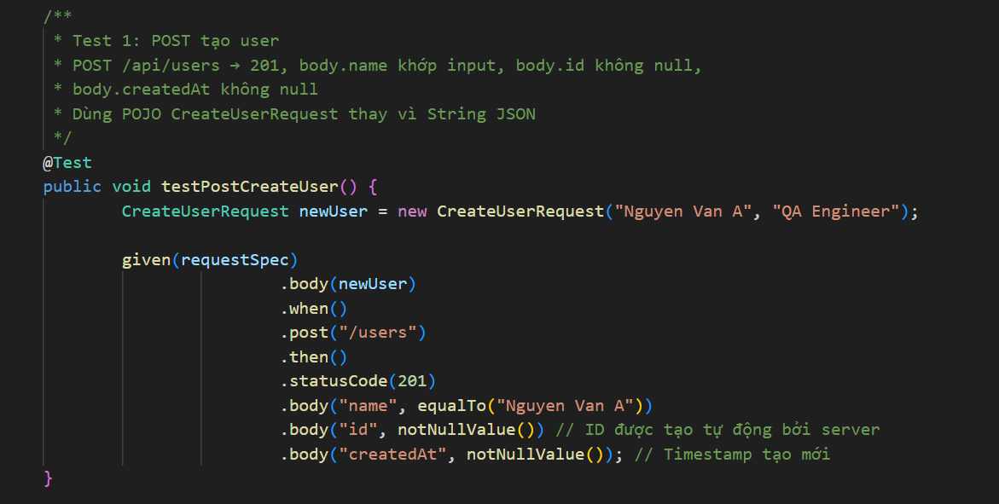 /**
* Test 1: POST tạo user
* POST /api/users → 201, body.name khớp input, body.id không null,
* body.createdAt không null
* Dùng POJO CreateUserRequest thay vì String JSON
*/
@Test
public void testPostCreateUser() {
CreateUserRequest newUser = new CreateUserRequest("Nguyen Van A", "QA Engineer");
given(requestSpec)
.body(newUser)
.when()
.post("/users")
.then()
.statusCode(201)
.body("name", equalTo("Nguyen Van A"))
.body("id", notNullValue()) // ID được tạo tự động bởi server
.body("createdAt", notNullValue()); // Timestamp tạo mới
}